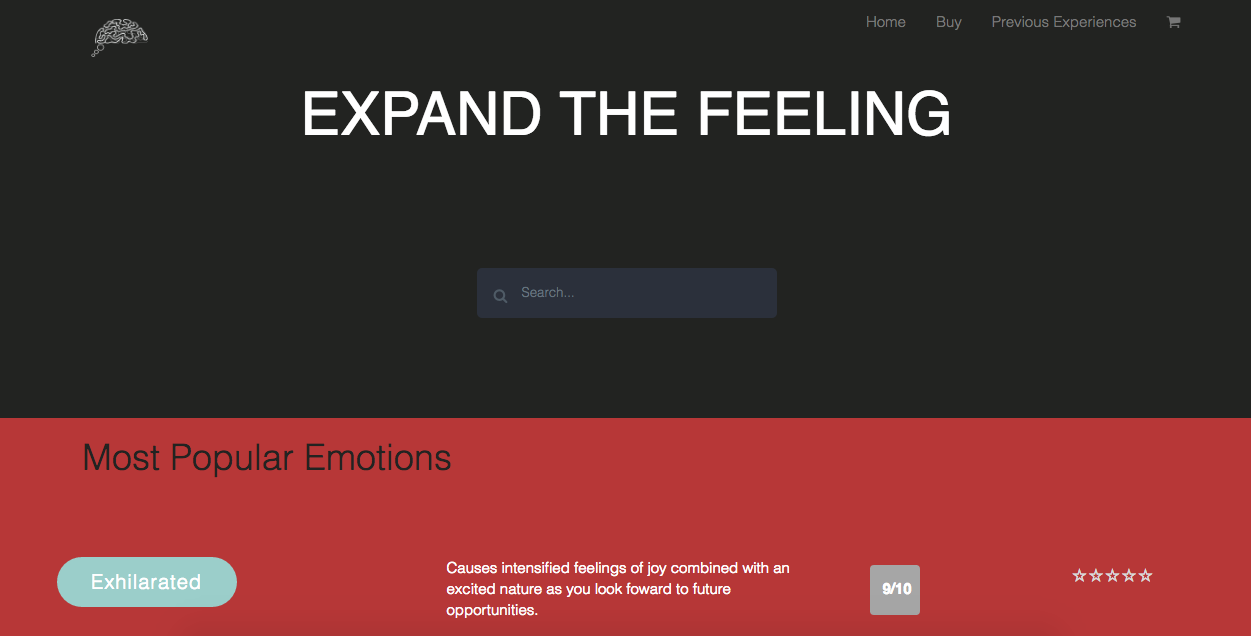 Home Buy Previous Experiences
EXPAND THE FEELING
Search...
Most Popular Emotions
Exhilarated
Causes intensified feelings of joy combined with an
excited nature as you look foward to future
opportunities.
9/10